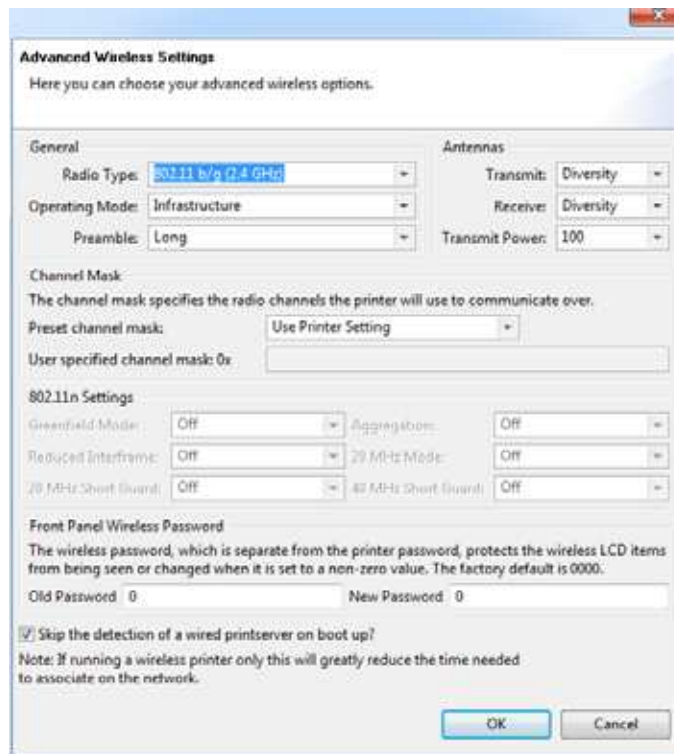 Advanced Wireless Settings
Here you can choose your advanced wireless options.
General
Radio Type: 802.11 b/g (2.4 GHz)
Operating Mode: Infrastructure
Preamble: Long
Antennas
Transmit: Diversity
Receive: Diversity
Transmit Power: 100
Channel Mask
The channel mask specifies the radio channels the printer will use to communicate over.
Preset channel mask: Use Printer Setting
User specified channel mask: 0x
802.11n Settings
Greenfield Mode: Off Aggregation: Off
Reduced Interframe: Off 20 MHz Mode: Off
20 MHz Short Guard: Off 40 MHz Short Guard: Off
Front Panel Wireless Password
The wireless password, which is separate from the printer password, protects the wireless LCD items
from being seen or changed when it is set to a non-zero value. The factory default is 0000.
Old Password 0 New Password 0
Skip the detection of a wired printserver on boot up?
Note: If running a wireless printer only this will greatly reduce the time needed
to associate on the network.
OK Cancel